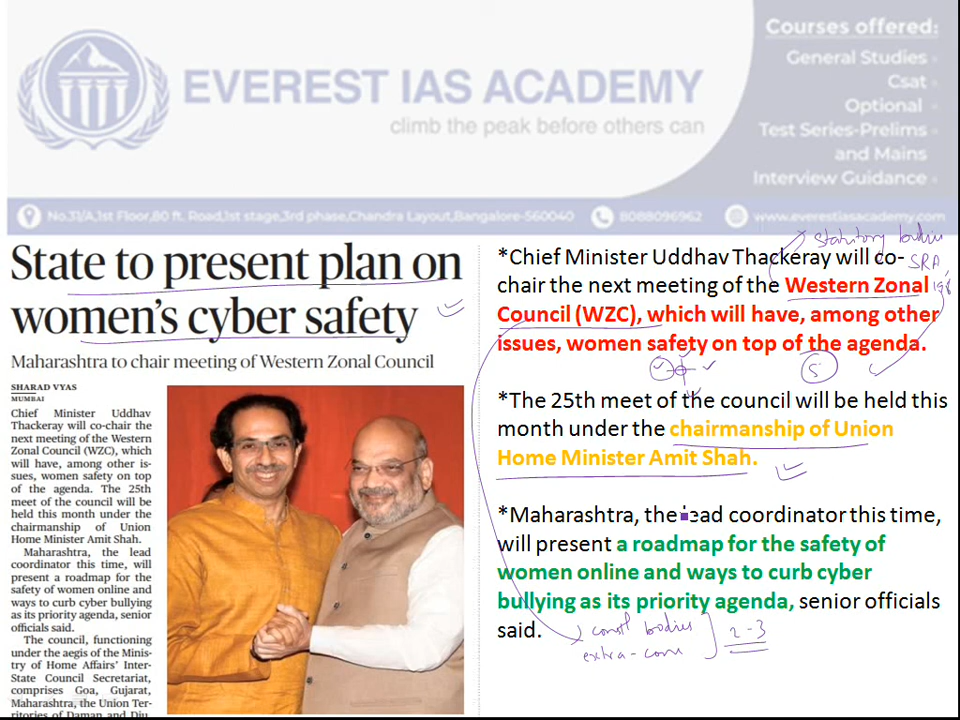 EVEREST IAS ACADEMY
climb the peak before others can
Courses offered:
General Studies
Csat
Optional
Test Series-Prelims
and Mains
Interview Guidance
No.31/A,1st Floor,80 ft. Road,1st stage,3rd phase,Chandra Layout,Bangalore-560040
8088096962
www.everestiasacademy.com
State to present plan on
women's cyber safety
Maharashtra to chair meeting of Western Zonal Council
SHARAD VYAS
MUMBAI
Chief Minister Uddhav
Thackeray will co-chair the
next meeting of the Western
Zonal Council (WZC), which
will have, among other is-
sues, women safety on top
of the agenda. The 25th
meet of the council will be
held this month under the
chairmanship of Union
Home Minister Amit Shah.
Maharashtra, the lead
coordinator this time, will
present a roadmap for the
safety of women online and
ways to curb cyber bullying
as its priority agenda, senior
officials said.
The council, functioning
under the aegis of the Minis-
try of Home Affairs' Inter-
State Council Secretariat,
comprises Goa, Gujarat,
Maharashtra, the Union Ter-
ritories of Daman and Diu,
statutory bodies
SRA
*Chief Minister Uddhav Thackeray will co-
chair the next meeting of the Western Zonal
Council (WZC), which will have, among other
issues, women safety on top of the agenda.
5
*The 25th meet of the council will be held this
month under the chairmanship of Union
Home Minister Amit Shah.
*Maharashtra, the lead coordinator this time,
will present a roadmap for the safety of
women online and ways to curb cyber
bullying as its priority agenda, senior officials
said.
constl bodies
extra-cons
2-3